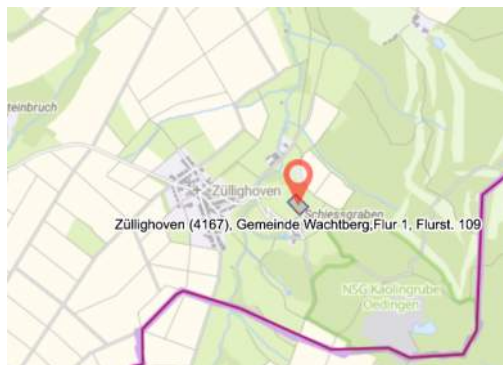 teinbruch
Züllighoven
Schiessgraben
Züllighoven (4167), Gemeinde Wachtberg,Flur 1, Flurst. 109
NSG Kaolingrube
Oedingen